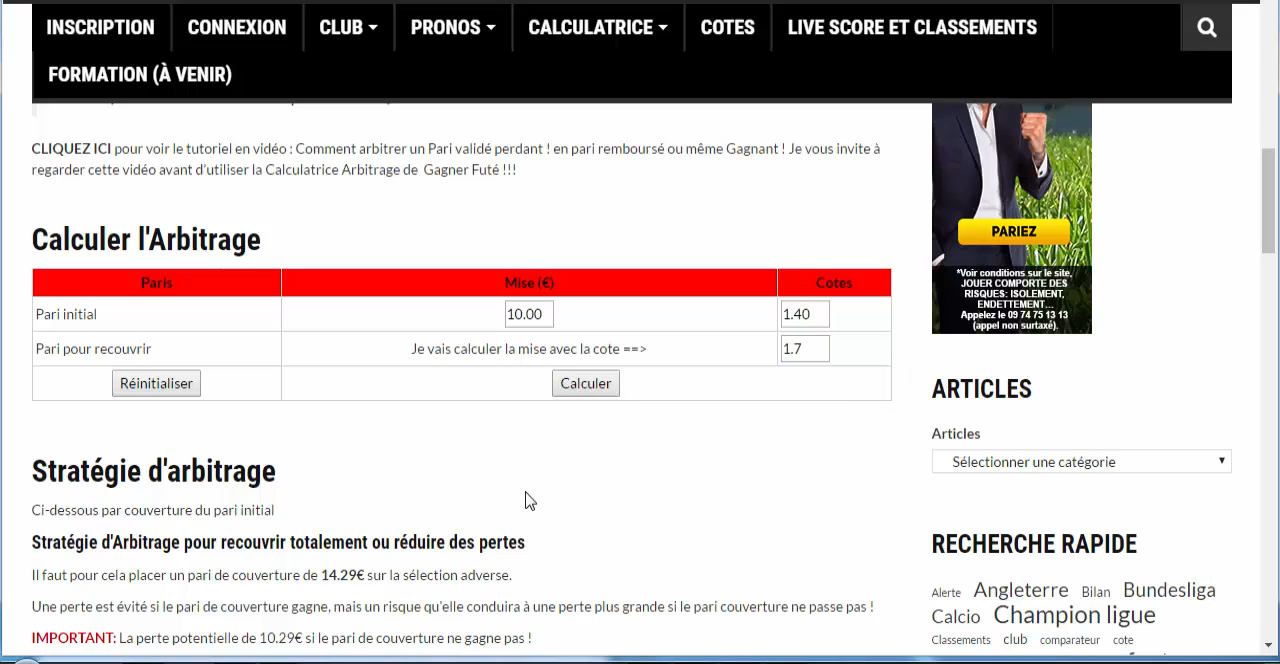 INSCRIPTION
CONNEXION
CLUB
PRONOS
CALCULATRICE
COTES
LIVE SCORE ET CLASSEMENTS
FORMATION (À VENIR)
CLIQUEZ ICI pour voir le tutoriel en vidéo : Comment arbitrer un Pari validé perdant ! en pari remboursé ou même Gagnant ! Je vous invite à
regarder cette vidéo avant d'utiliser la Calculatrice Arbitrage de Gagner Futé !!!
Calculer l'Arbitrage
Paris Mise (€) Cotes
Pari initial 10.00 1.40
Pari pour recouvrir Je vais calculer la mise avec la cote ==> 1.7
Réinitialiser Calculer
Stratégie d'arbitrage
Ci-dessous par couverture du pari initial
Stratégie d'Arbitrage pour recouvrir totalement ou réduire des pertes
Il faut pour cela placer un pari de couverture de 14.29€ sur la sélection adverse.
Une perte est évité si le pari de couverture gagne, mais un risque qu'elle conduira à une perte plus grande si le pari couverture ne passe pas !
IMPORTANT: La perte potentielle de 10.29€ si le pari de couverture ne gagne pas !
PARIEZ
*Voir conditions sur le site,
JOUER COMPORTE DES
RISQUES: ISOLEMENT,
ENDETTEMENT...
Appelez le 09 74 75 13 13
(appel non surtaxé).
ARTICLES
Articles
Sélectionner une catégorie
RECHERCHE RAPIDE
Alerte Angleterre Bilan Bundesliga
Calcio Champion ligue
Classements club comparateur cote